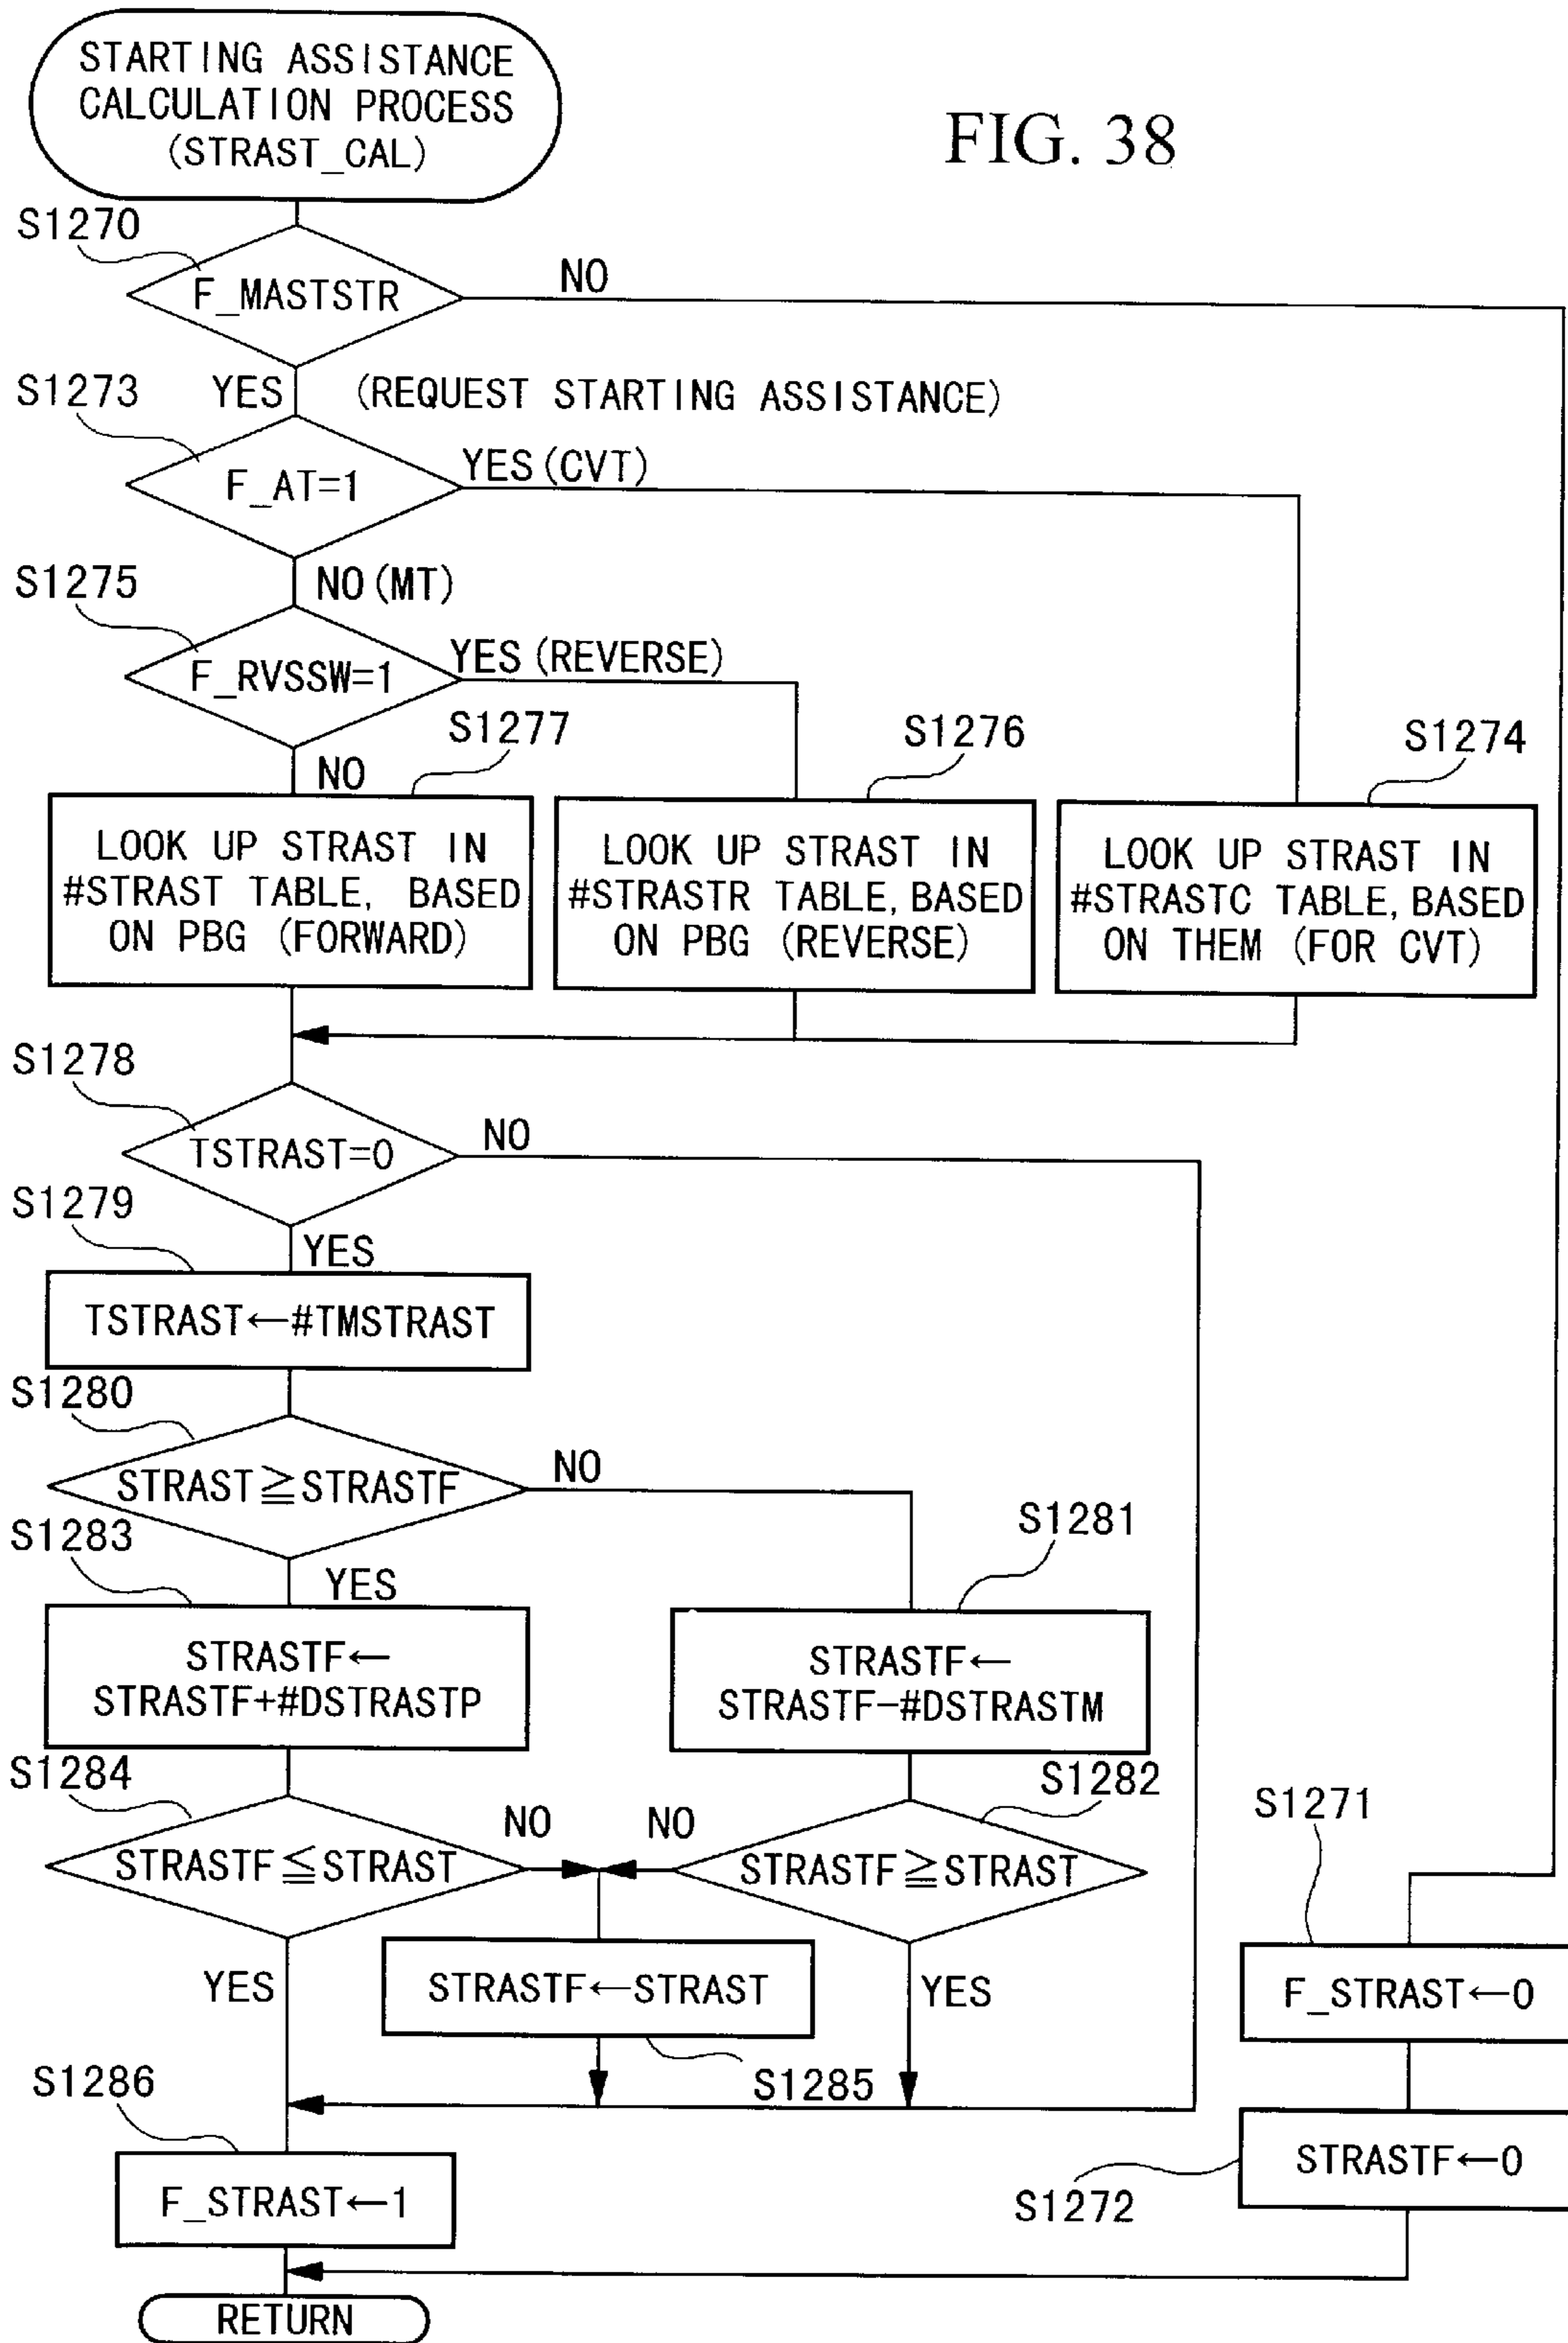 STARTING ASSISTANCE
CALCULATION PROCESS
(STRAST_CAL)
FIG. 38
S1270
F_MASTSTR
NO
S1273
YES
(REQUEST STARTING ASSISTANCE)
F_AT=1
YES(CVT)
S1275
NO(MT)
F_RVSSW=1
YES(REVERSE)
S1277
S1276
S1274
NO
LOOK UP STRAST IN
#STRAST TABLE, BASED
ON PBG (FORWARD)
LOOK UP STRAST IN
#STRASTR TABLE, BASED
ON PBG (REVERSE)
LOOK UP STRAST IN
#STRASTC TABLE, BASED
ON THEM (FOR CVT)
S1278
TSTRAST=0
NO
S1279
YES
TSTRAST←#TMSTRAST
S1280
STRAST≧STRASTF
NO
S1283
S1281
YES
STRASTF←
STRASTF+#DSTRASTP
STRASTF←
STRASTF-#DSTRASTM
S1284
S1282
NO
NO
STRASTF≦STRAST
STRASTF≧STRAST
S1271
YES
STRASTF←STRAST
YES
F_STRAST←0
S1286
S1285
STRASTF←0
S1272
F_STRAST←1
RETURN